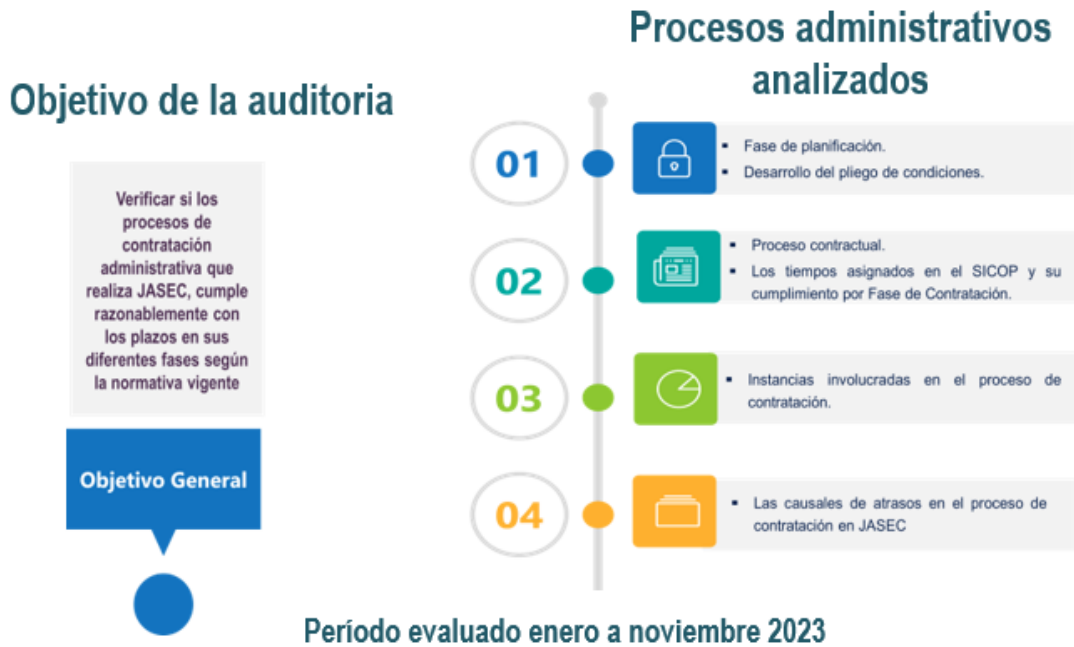 Objetivo de la auditoria
Verificar si los
procesos de
contratación
administrativa que
realiza JASEC, cumple
razonablemente con
los plazos en sus
diferentes fases según
la normativa vigente
Objetivo General
Procesos administrativos
analizados
01
▪ Fase de planificación.
▪ Desarrollo del pliego de condiciones.
02
▪ Proceso contractual.
▪ Los tiempos asignados en el SICOP y su
cumplimiento por Fase de Contratación.
03
▪ Instancias involucradas en el proceso de
contratación.
04
▪ Las causales de atrasos en el proceso de
contratación en JASEC
Período evaluado enero a noviembre 2023